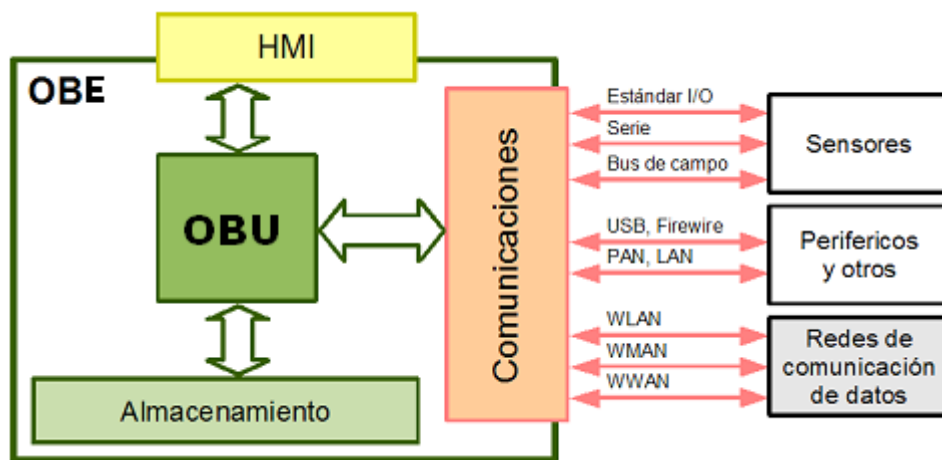 HMI
OBE
OBU
Almacenamiento
Comunicaciones
Estándar I/O
Serie
Bus de campo
USB, Firewire
PAN, LAN
WLAN
WMAN
WWAN
Sensores
Perifericos
y otros
Redes de
comunicación
de datos